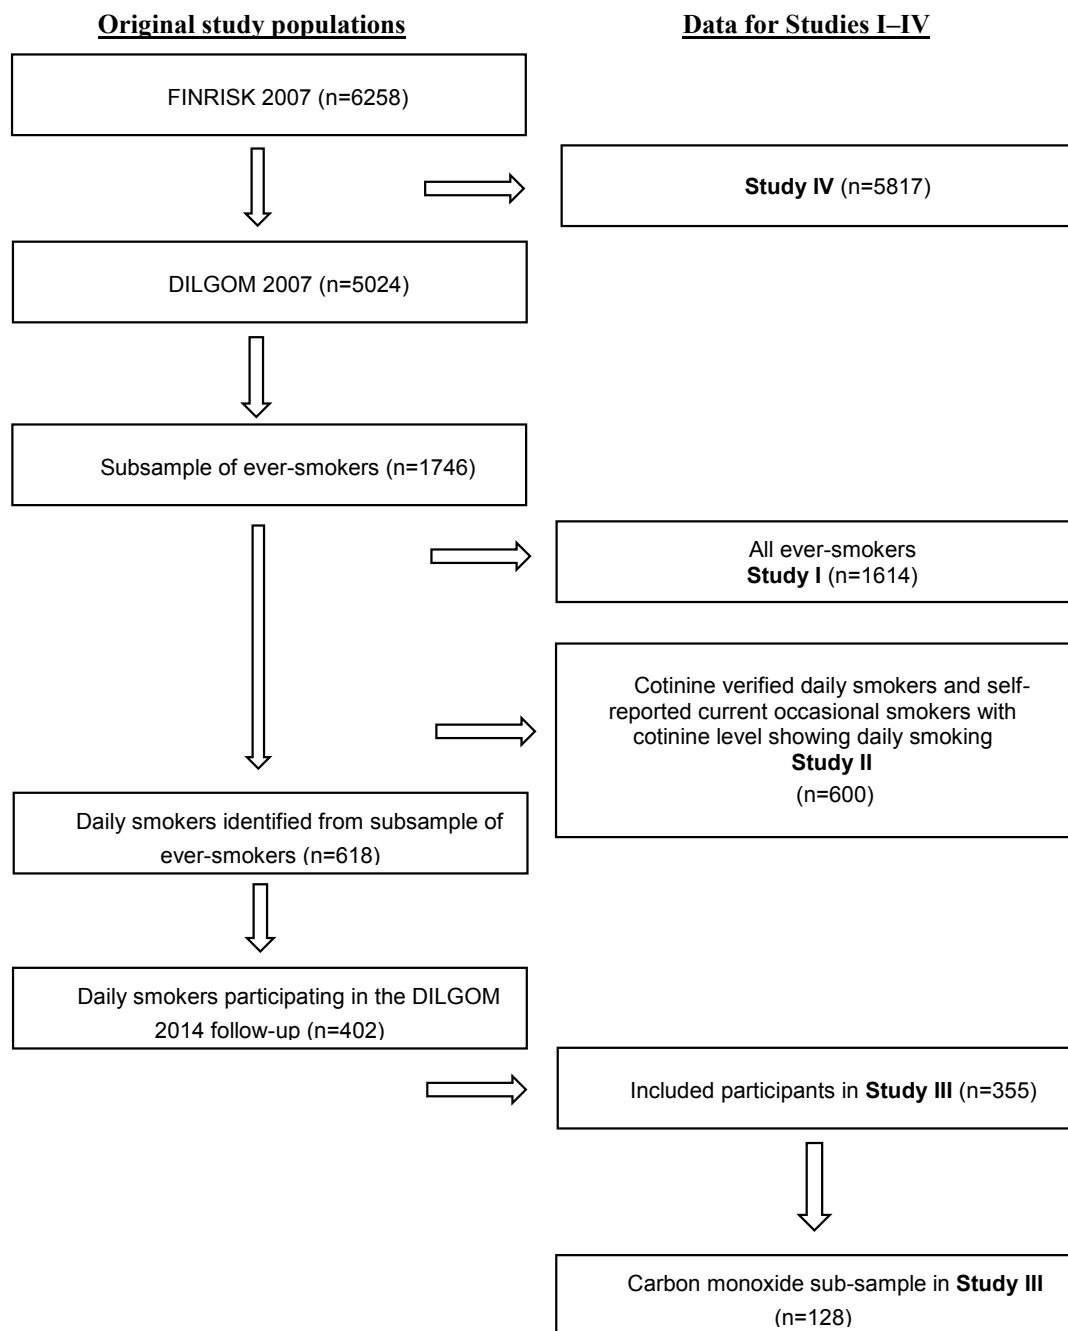 Original study populations
Data for Studies I–IV
FINRISK 2007 (n=6258)
Study IV (n=5817)
DILGOM 2007 (n=5024)
Subsample of ever-smokers (n=1746)
All ever-smokers
Study I (n=1614)
Cotinine verified daily smokers and self-
reported current occasional smokers with
cotinine level showing daily smoking
Study II
(n=600)
Daily smokers identified from subsample of
ever-smokers (n=618)
Daily smokers participating in the DILGOM
2014 follow-up (n=402)
Included participants in Study III (n=355)
Carbon monoxide sub-sample in Study III
(n=128)